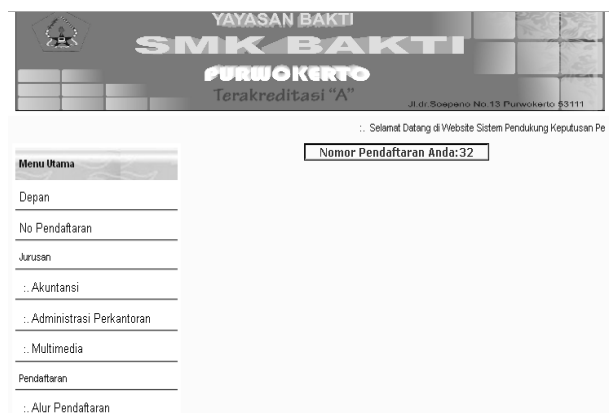 YAYASAN BAKTI
SMK BAKTI
PURWOKERTO
Terakreditasi "A"
Jl.dr.Soepeno No.13 Purwokerto 53111
:. Selamat Datang di Website Sistem Pendukung Keputusan Pe
Nomor Pendaftaran Anda:32
Menu Utama
Depan
No Pendaftaran
Jurusan
:. Akuntansi
:. Administrasi Perkantoran
:. Multimedia
Pendaftaran
:. Alur Pendaftaran